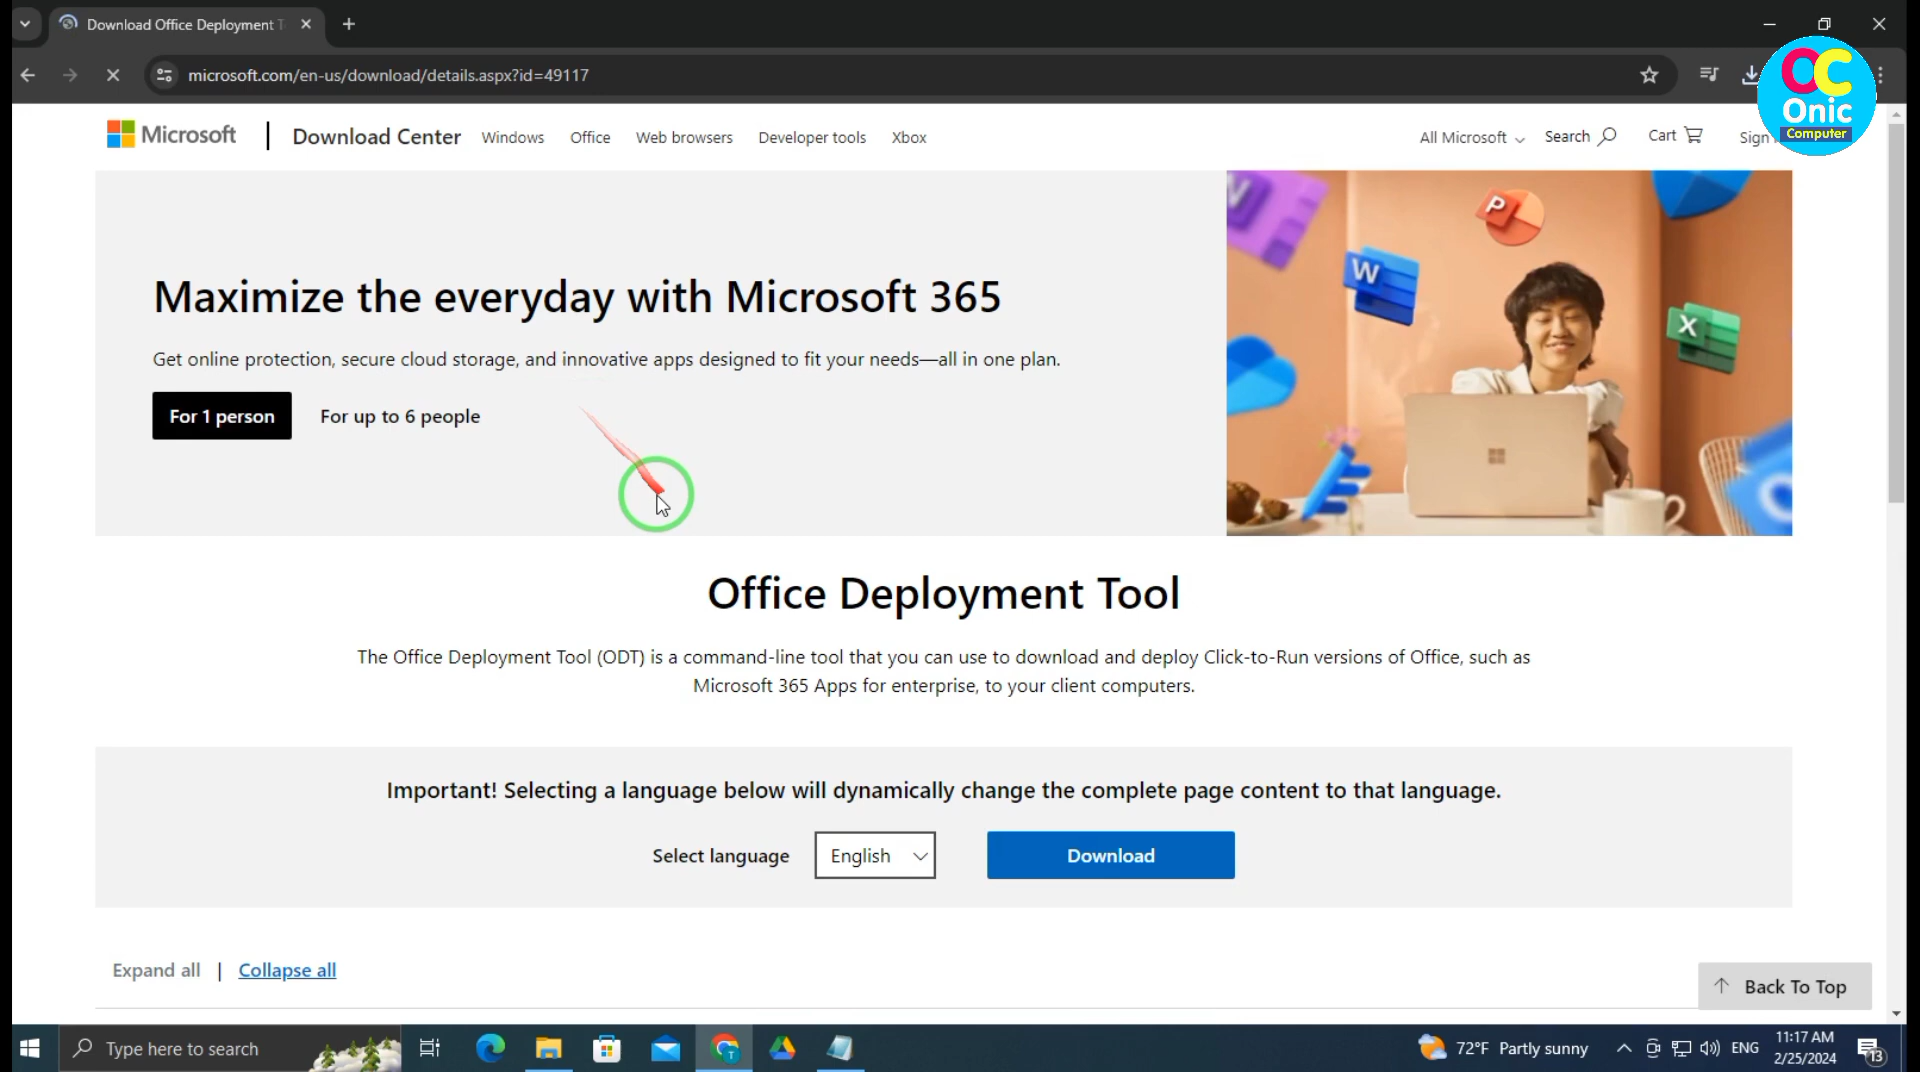 Download Office Deployment T
microsoft.com/en-us/download/details.aspx?id=49117
OC
Onic
Computer
Microsoft
Download Center
Windows
Office
Web browsers
Developer tools
Xbox
All Microsoft
Search
Cart
Sign
Maximize the everyday with Microsoft 365
Get online protection, secure cloud storage, and innovative apps designed to fit your needs—all in one plan.
For 1 person
For up to 6 people
N
P
W
X
Office Deployment Tool
The Office Deployment Tool (ODT) is a command-line tool that you can use to download and deploy Click-to-Run versions of Office, such as
Microsoft 365 Apps for enterprise, to your client computers.
Important! Selecting a language below will dynamically change the complete page content to that language.
Select language
English
Download
Expand all | Collapse all
Back To Top
Type here to search
T
72°F Partly sunny
ENG
11:17 AM
2/25/2024
13